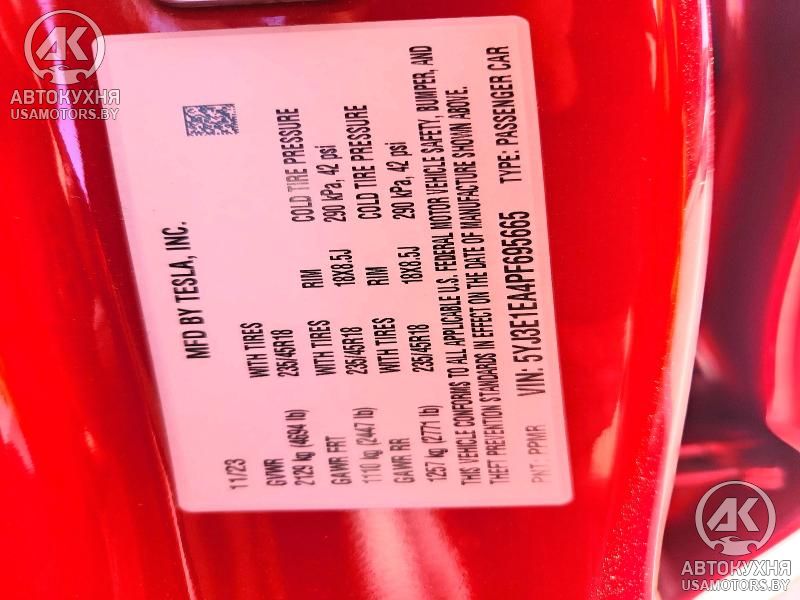 MFD BY TESLA, INC.
11/23
GVWR WITH TIRES RIM COLD TIRE PRESSURE
2129 kg (4694 lb) 235/45R18
GAWR FRT WITH TIRES RIM COLD TIRE PRESSURE
1110 kg (2447 lb) 235/45R18 18X8.5J 290 kPa, 42 psi
GAWR RR WITH TIRES RIM COLD TIRE PRESSURE
1257 kg (2771 lb) 235/45R18 18X8.5J 290 kPa, 42 psi
THIS VEHICLE CONFORMS TO ALL APPLICABLE U.S. FEDERAL MOTOR VEHICLE SAFETY, BUMPER, AND
THEFT PREVENTION STANDARDS IN EFFECT ON THE DATE OF MANUFACTURE SHOWN ABOVE.
VIN: 5YJ3E1EA4PF695665 TYPE: PASSENGER CAR
PNT: PPMR
АК
АВТОКУХНЯ
USAMOTORS.BY
АК
АВТОКУХНЯ
USAMOTORS.BY